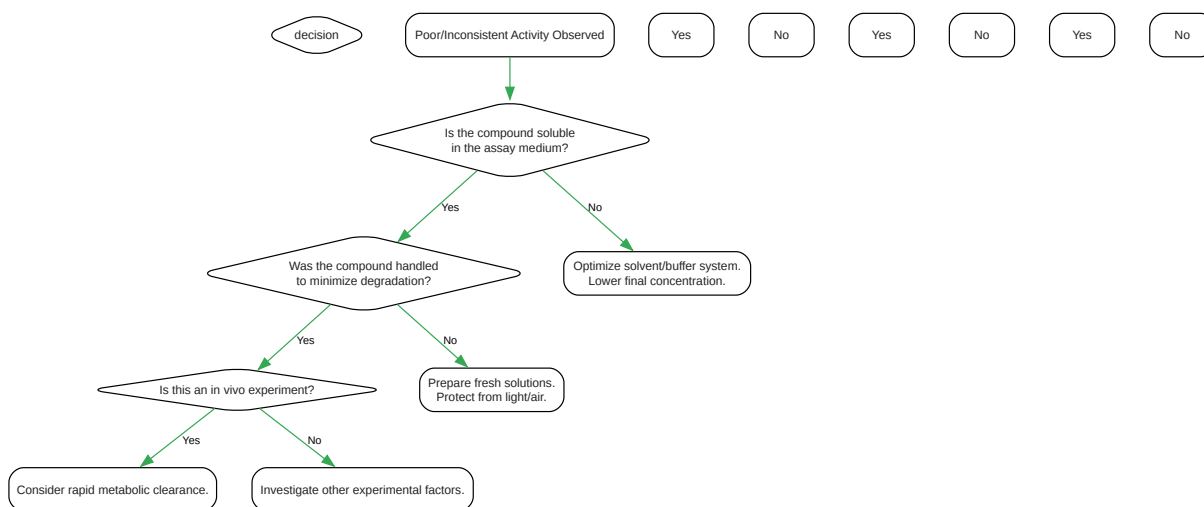 decision
Poor/Inconsistent Activity Observed
Yes
No
Yes
No
Yes
No
Is the compound soluble
in the assay medium?
Yes
No
Was the compound handled
to minimize degradation?
Optimize solvent/buffer system.
Lower final concentration.
Yes
No
Is this an in vivo experiment?
Prepare fresh solutions.
Protect from light/air.
Yes
No
Consider rapid metabolic clearance.
Investigate other experimental factors.